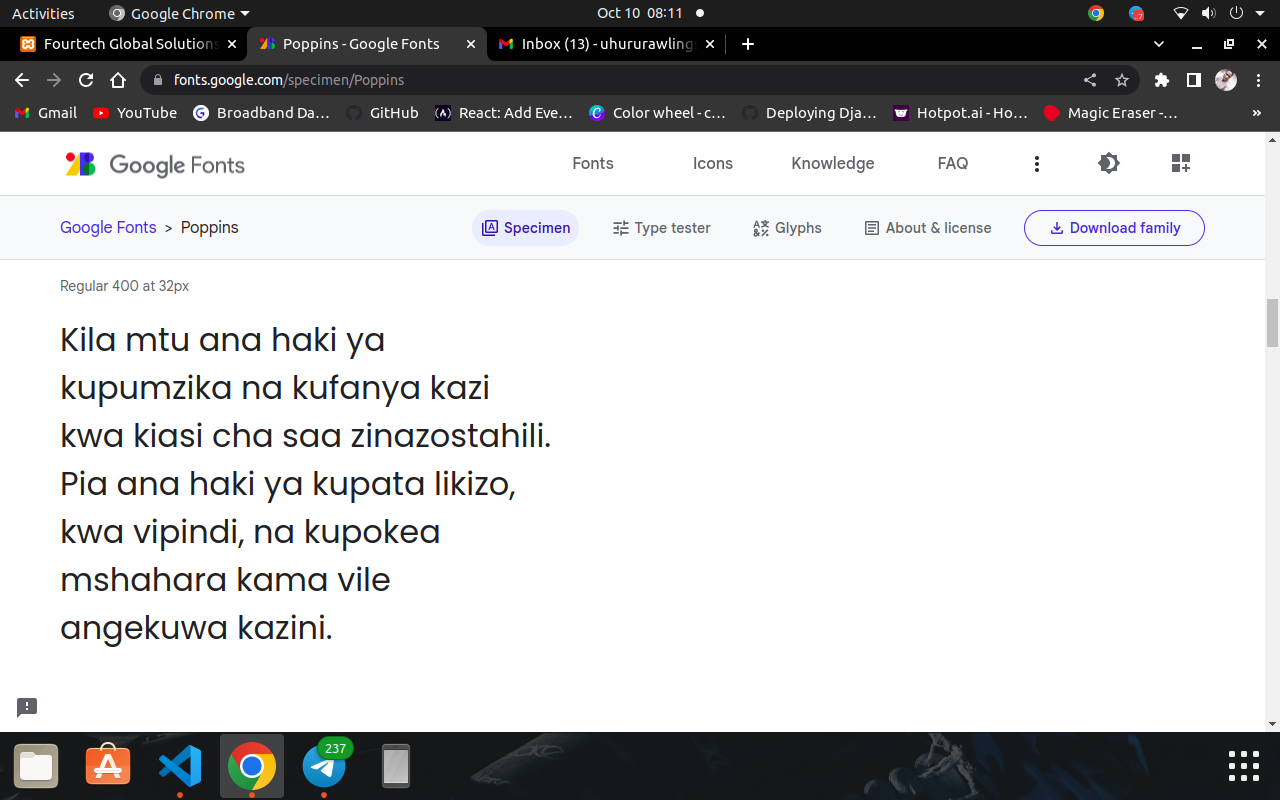 Activities
Google Chrome
Oct 10 08:11
7
Fourtech Global Solutions
Poppins - Google Fonts
Inbox (13) - uhururawling
fonts.google.com/specimen/Poppins
Gmail
YouTube
Broadband Da…
GitHub
React: Add Eve…
Color wheel - c…
Deploying Dja…
Hotpot.ai - Ho…
Magic Eraser -…
»
Google Fonts
Fonts
Icons
Knowledge
FAQ
Google Fonts > Poppins
Specimen
Type tester
Glyphs
About & license
Download family
Regular 400 at 32px
Kila mtu ana haki ya
kupumzika na kufanya kazi
kwa kiasi cha saa zinazostahili.
Pia ana haki ya kupata likizo,
kwa vipindi, na kupokea
mshahara kama vile
angekuwa kazini.
237